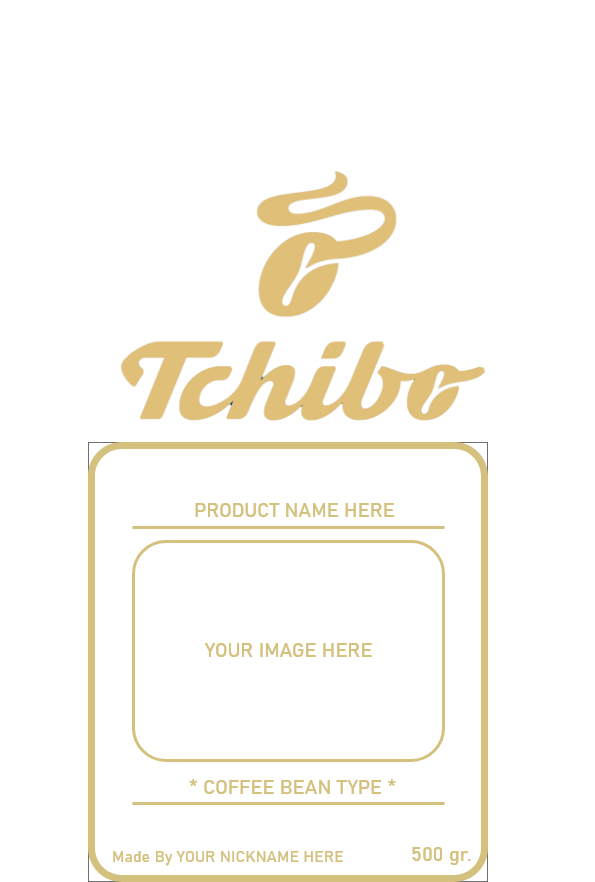 Tchibo
PRODUCT NAME HERE
YOUR IMAGE HERE
* COFFEE BEAN TYPE *
Made By YOUR NICKNAME HERE
500 gr.